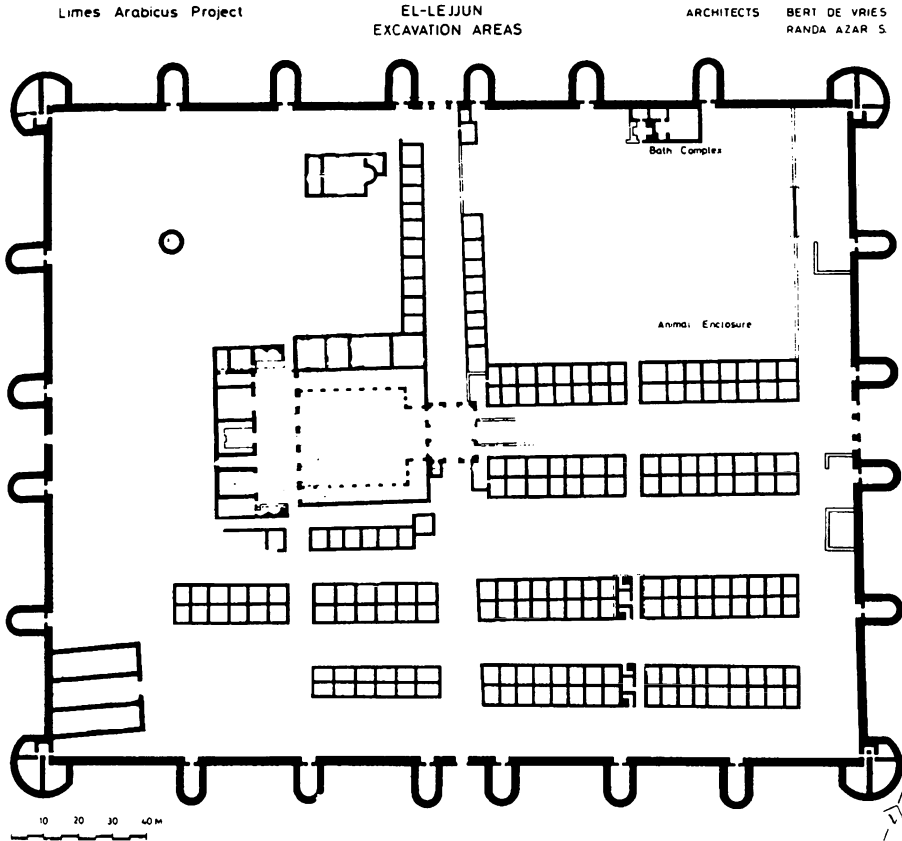 Limes Arabicus Project
EL-LEJJUN
EXCAVATION AREAS
ARCHITECTS BERT DE VRIES
RANDA AZAR S.
Bath Complex
Animal Enclosure
10 20 30 40 M